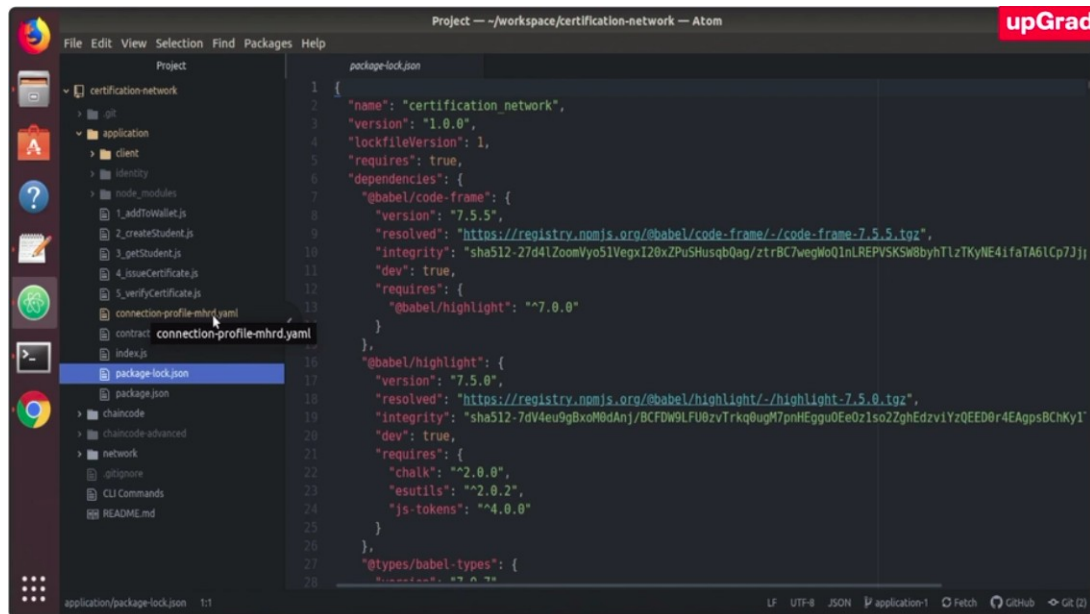 Project — ~/workspace/certification-network — Atom
upGrad
File Edit View Selection Find Packages Help
Project
package-lock.json
certification-network
.git
application
client
identity
node_modules
1_addToWallet.js
2_createStudent.js
3_getStudent.js
4_issueCertificate.js
5_verifyCertificate.js
connection-profile-mhrd.yaml
contract
connection-profile-mhrd.yaml
index.js
package-lock.json
package.json
chaincode
chaincode-advanced
network
.gitignore
CLI Commands
README.md
1 {
2 "name": "certification_network",
3 "version": "1.0.0",
4 "lockfileVersion": 1,
5 "requires": true,
6 "dependencies": {
7 "@babel/code-frame": {
8 "version": "7.5.5",
9 "resolved": "https://registry.npmjs.org/@babel/code-frame/-/code-frame-7.5.5.tgz",
10 "integrity":
11 "dev": true,
12 "requires": {
13 "@babel/highlight": "^7.0.0"
}
15 },
16 "@babel/highlight": {
17 "version": "7.5.0",
18 "resolved": "https://registry.npmjs.org/@babel/highlight/-/highlight-7.5.0.tgz",
19 "integrity":
20 "dev": true,
21 "requires": {
22 "chalk": "^2.0.0",
23 "esutils": "^2.0.2",
24 "js-tokens": "^4.0.0"
25 }
26 },
27 "@types/babel-types": {
28
application/package-lock.json 1:1
LF UTF-8 JSON application-1 Fetch GitHub Git (2)